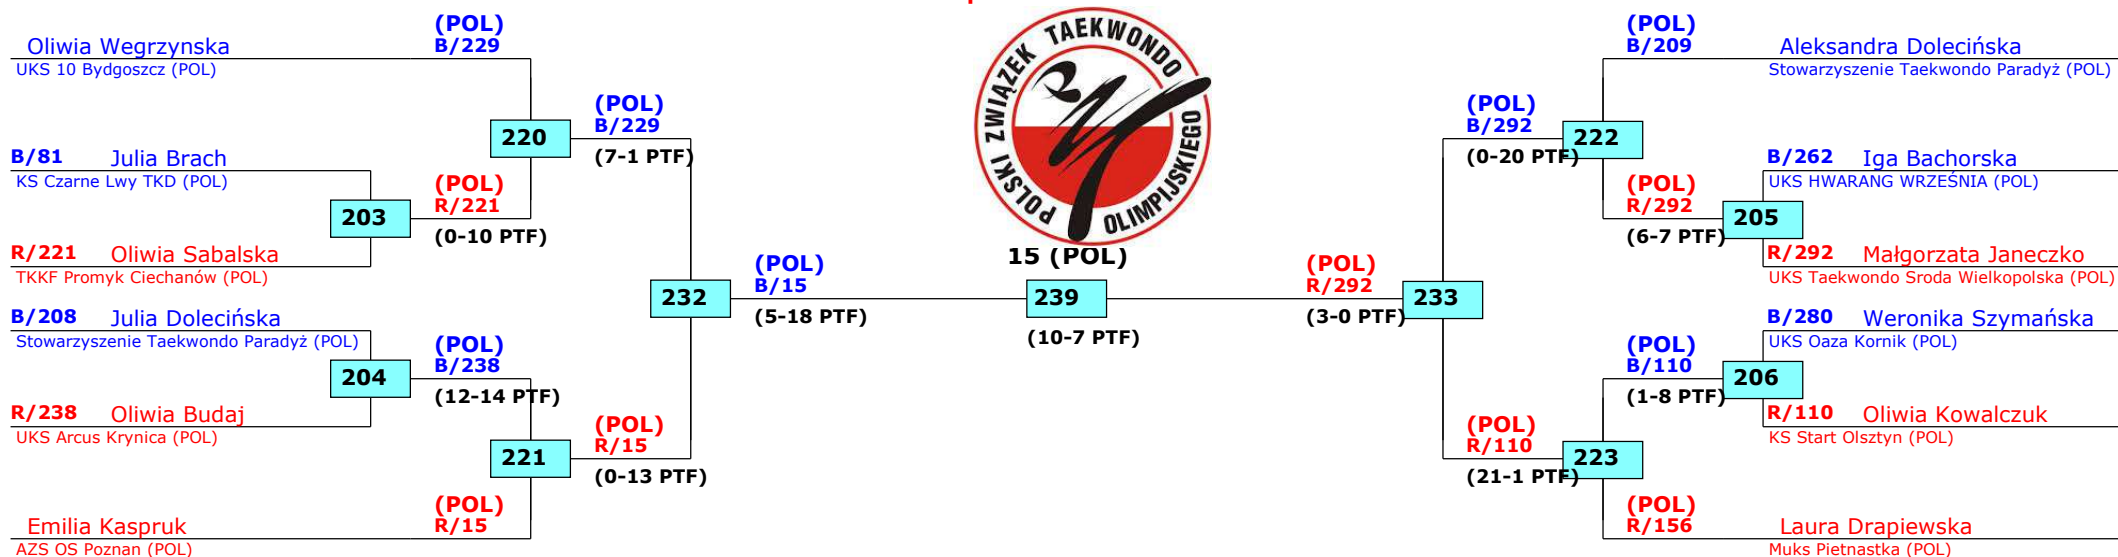 (POL)
B/229
Oliwia Wegrzynska
UKS 10 Bydgoszcz (POL)
B/81 Julia Brach
KS Czarne Lwy TKD (POL)
R/221 Oliwia Sabalska
TKKF Promyk Ciechanów (POL)
B/208 Julia Dolecińska
Stowarzyszenie Taekwondo Paradyż (POL)
R/238 Oliwia Budaj
UKS Arcus Krynica (POL)
Emilia Kaspruk
AZS OS Poznan (POL)
(POL)
R/15
203
(POL)
R/221
(0-10 PTF)
204
(POL)
B/238
(12-14 PTF)
220
(POL)
B/229
(7-1 PTF)
221
(POL)
R/15
(0-13 PTF)
232
(POL)
B/15
(5-18 PTF)
POLSKI ZWIĄZEK TAEKWONDO OLIMPIJSKIEGO
15 (POL)
239
(10-7 PTF)
(POL)
R/292
(3-0 PTF)
233
(POL)
B/292
(0-20 PTF)
222
(POL)
R/110
(21-1 PTF)
223
(POL)
B/209
Aleksandra Dolecińska
Stowarzyszenie Taekwondo Paradyż (POL)
(POL)
R/292
(6-7 PTF)
205
B/262 Iga Bachorska
UKS HWARANG WRZEŚNIA (POL)
R/292 Małgorzata Janeczko
UKS Taekwondo Sroda Wielkopolska (POL)
(POL)
B/110
(1-8 PTF)
206
B/280 Weronika Szymańska
UKS Oaza Kornik (POL)
R/110 Oliwia Kowalczuk
KS Start Olsztyn (POL)
(POL)
R/156
Laura Drapiewska
Muks Pietnastka (POL)